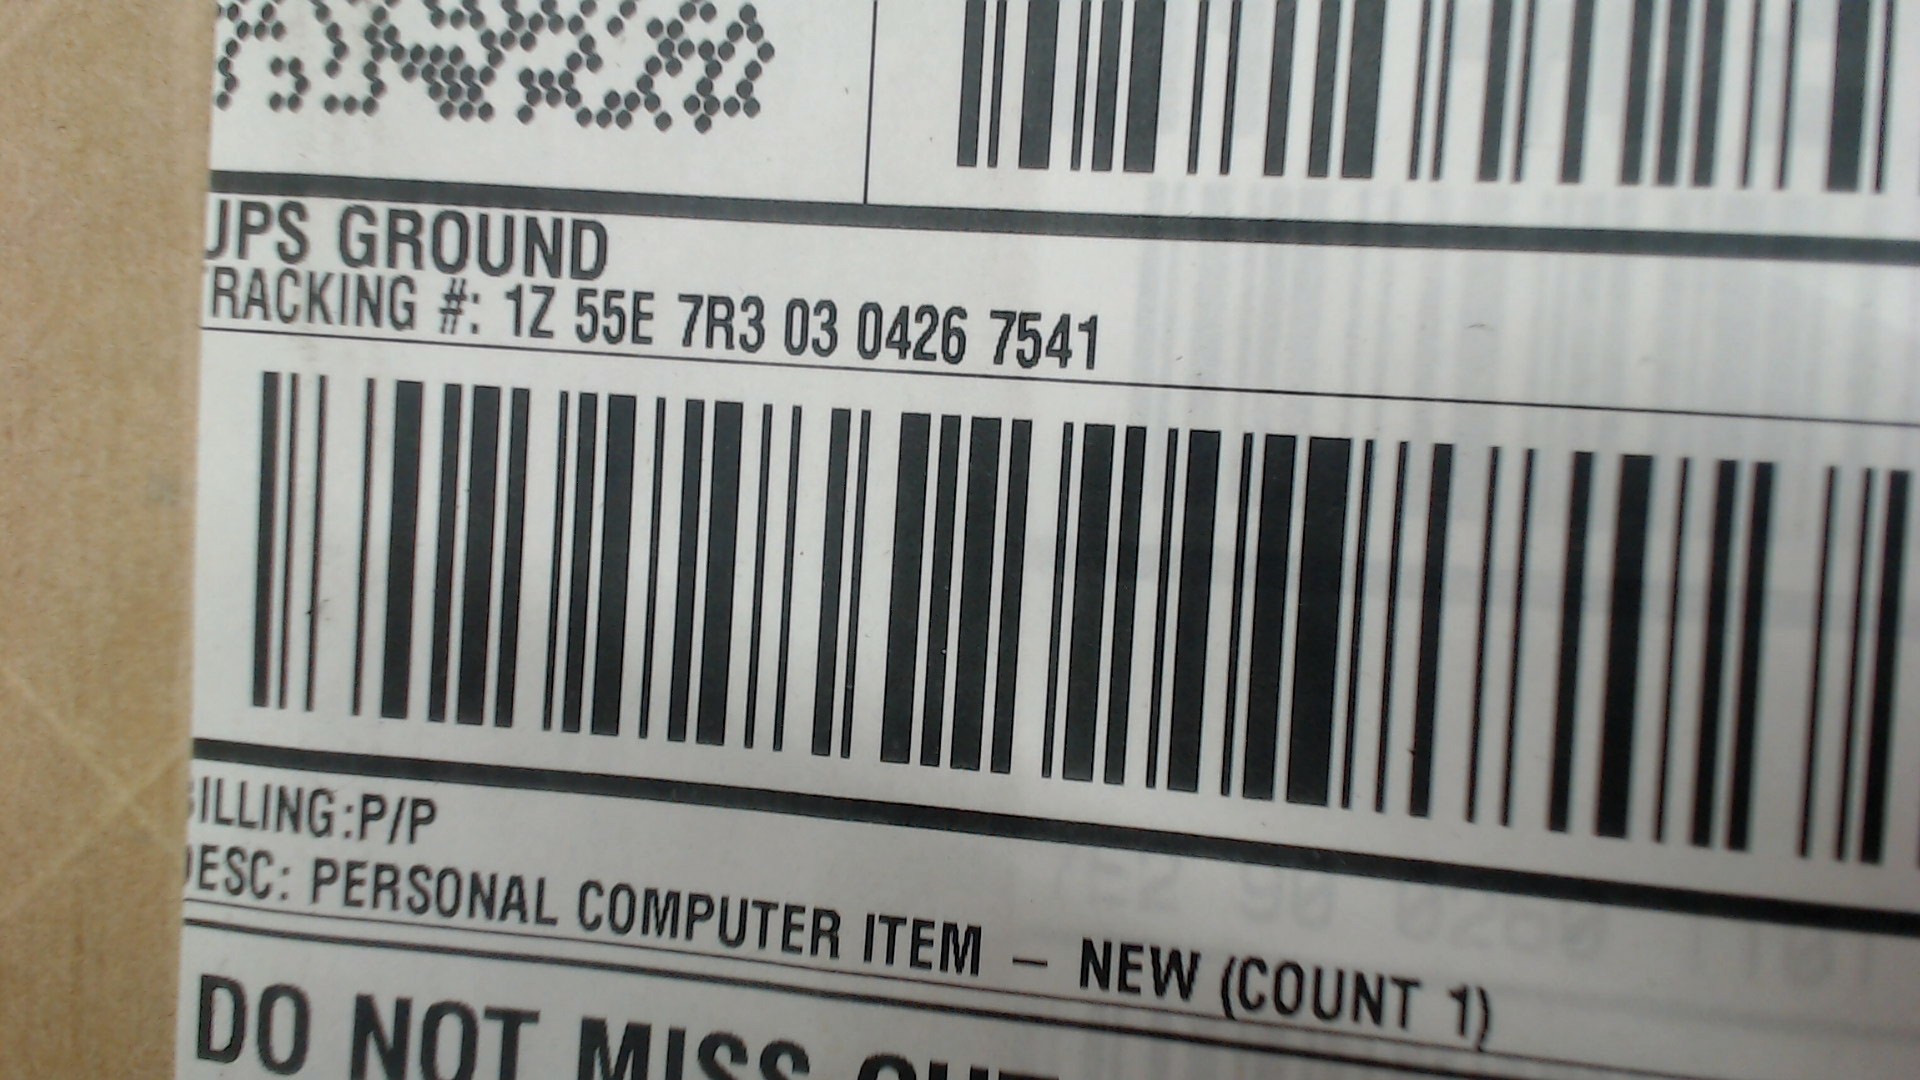 UPS GROUND
TRACKING #: 1Z 55E 7R3 03 0426 7541
BILLING:P/P
DESC: PERSONAL COMPUTER ITEM – NEW (COUNT 1)
DO NOT MISS OUT